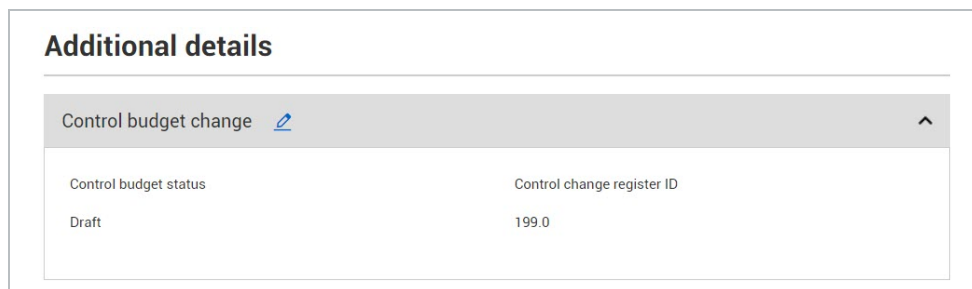 Additional details
Control budget change
Control budget status
Control change register ID
Draft
199.0